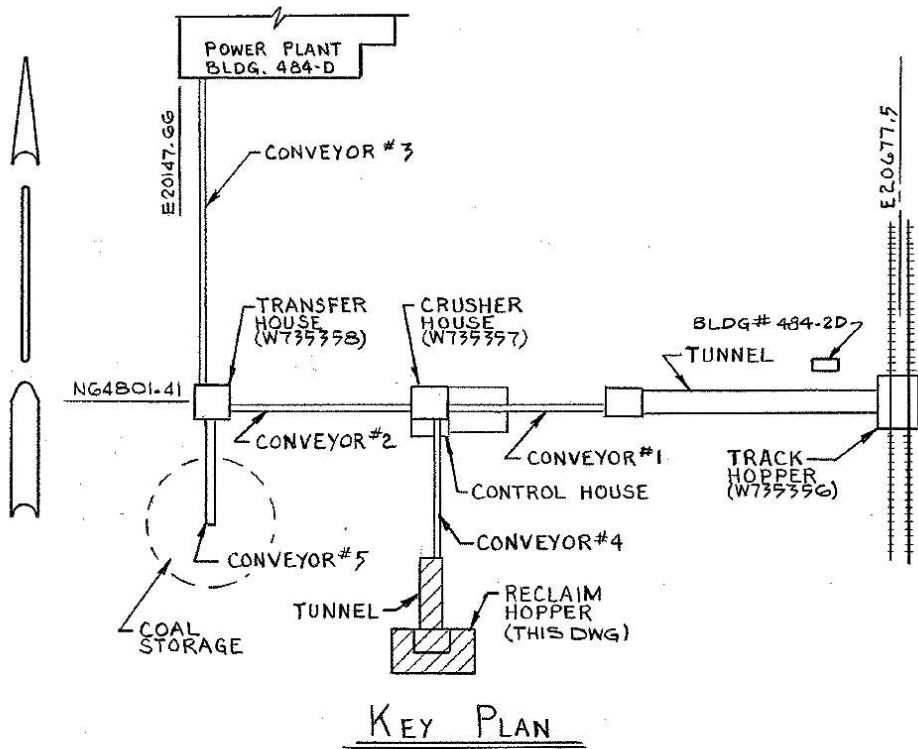 POWER PLANT
BLDG. 484-D
E20147.66
CONVEYOR #3
E20677.5
TRANSFER
HOUSE
(W735358)
CRUSHER
HOUSE
(W735357)
BLDG# 484-2D
TUNNEL
N64801.41
CONVEYOR #2
CONVEYOR #1
TRACK
HOPPER
(W735356)
CONTROL HOUSE
CONVEYOR #4
CONVEYOR #5
TUNNEL
RECLAIM
HOPPER
(THIS DWG)
COAL
STORAGE
KEY PLAN